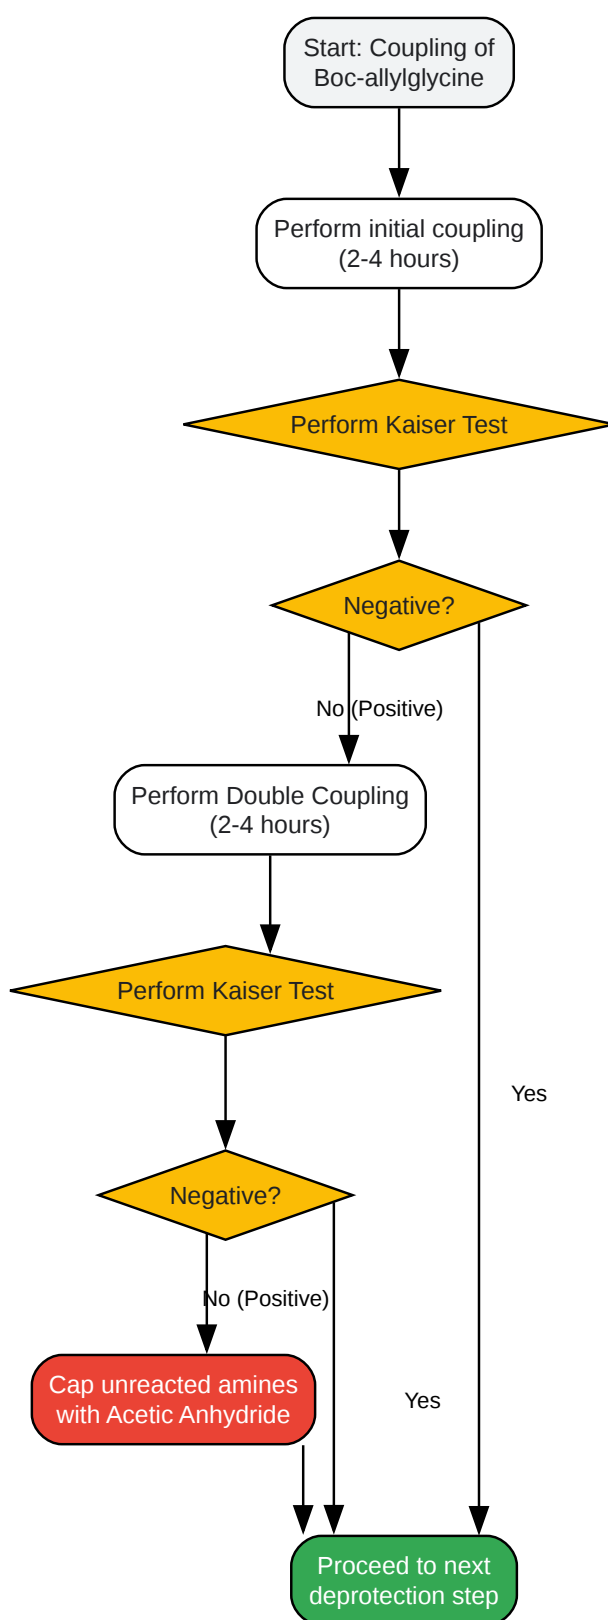 Start: Coupling of
Boc-allylglycine
Perform initial coupling
(2-4 hours)
Perform Kaiser Test
Negative?
No (Positive)
Perform Double Coupling
(2-4 hours)
Perform Kaiser Test
Yes
Negative?
No (Positive)
Cap unreacted amines
with Acetic Anhydride
Yes
Proceed to next
deprotection step